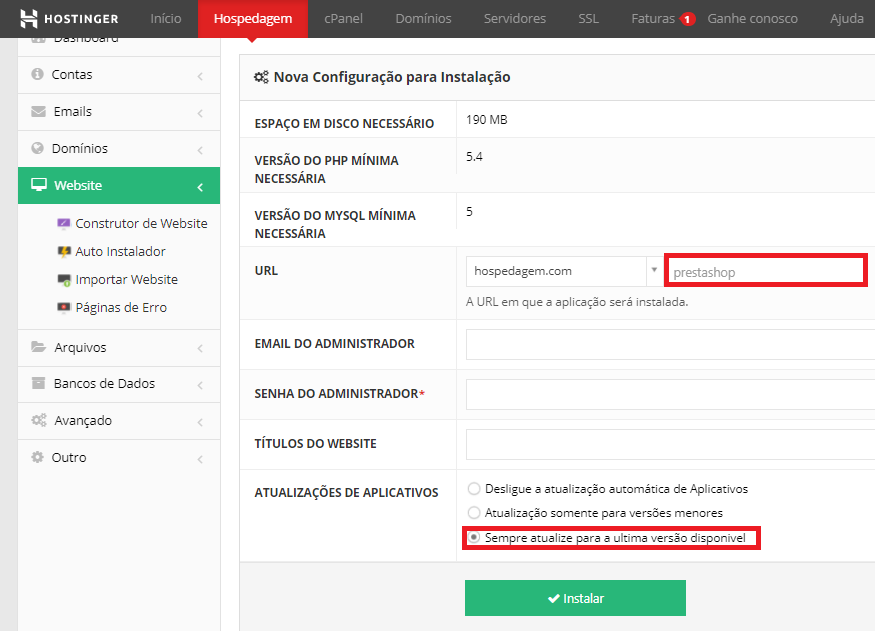 HOSTINGER
Início
Hospedagem
cPanel
Domínios
Servidores
SSL
Faturas 1
Ganhe conosco
Ajuda
Dashboard
Contas
Emails
Domínios
Website
Construtor de Website
Auto Instalador
Importar Website
Páginas de Erro
Arquivos
Bancos de Dados
Avançado
Outro
Nova Configuração para Instalação
ESPAÇO EM DISCO NECESSÁRIO 190 MB
VERSÃO DO PHP MÍNIMA 5.4
NECESSÁRIA
VERSÃO DO MYSQL MÍNIMA 5
NECESSÁRIA
URL hospedagem.com prestashop
A URL em que a aplicação será instalada.
EMAIL DO ADMINISTRADOR
SENHA DO ADMINISTRADOR*
TÍTULOS DO WEBSITE
ATUALIZAÇÕES DE APLICATIVOS
Desligue a atualização automática de Aplicativos
Atualização somente para versões menores
Sempre atualize para a ultima versão disponivel
Instalar